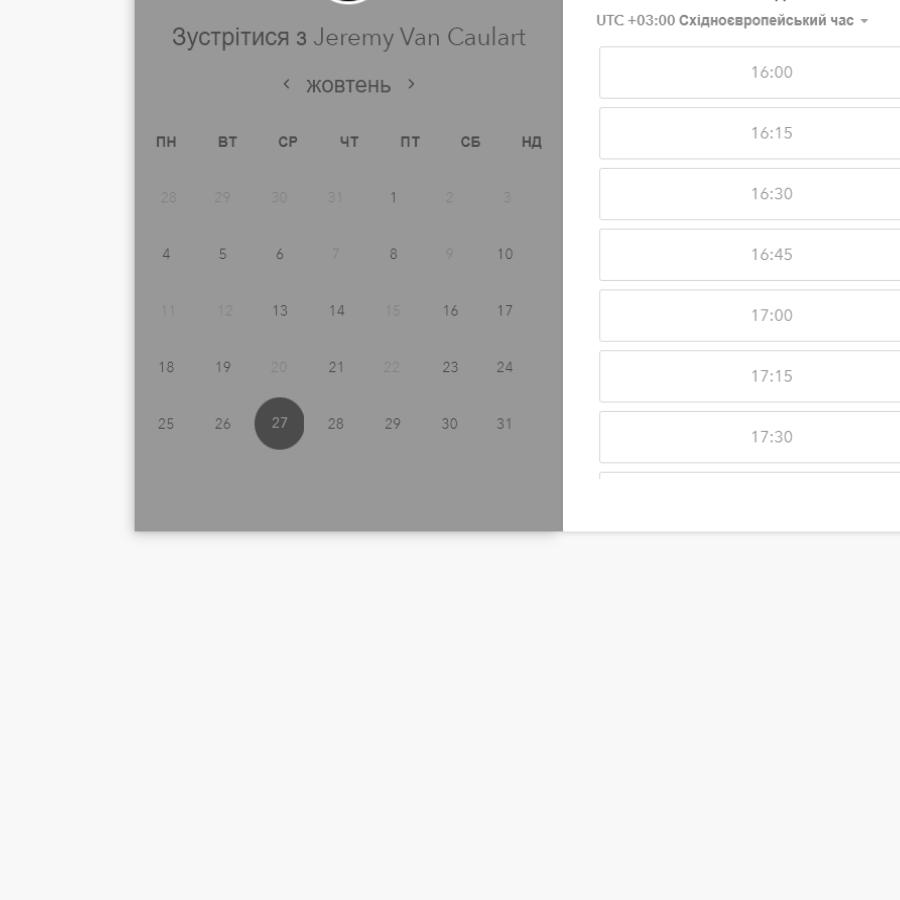 Зустрітися з Jeremy Van Caulart
жовтень
ПН ВТ СР ЧТ ПТ СБ НД
28 29 30 31 1 2 3
4 5 6 7 8 9 10
11 12 13 14 15 16 17
18 19 20 21 22 23 24
25 26 27 28 29 30 31
UTC +03:00 Східноєвропейський час
16:00
16:15
16:30
16:45
17:00
17:15
17:30